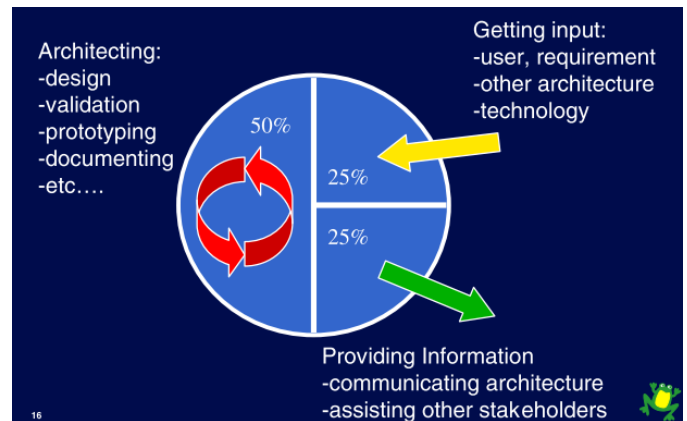 Architecting:
-design
-validation
-prototyping
-documenting
-etc….
Getting input:
-user, requirement
-other architecture
-technology
50%
25%
25%
Providing Information
-communicating architecture
-assisting other stakeholders
16